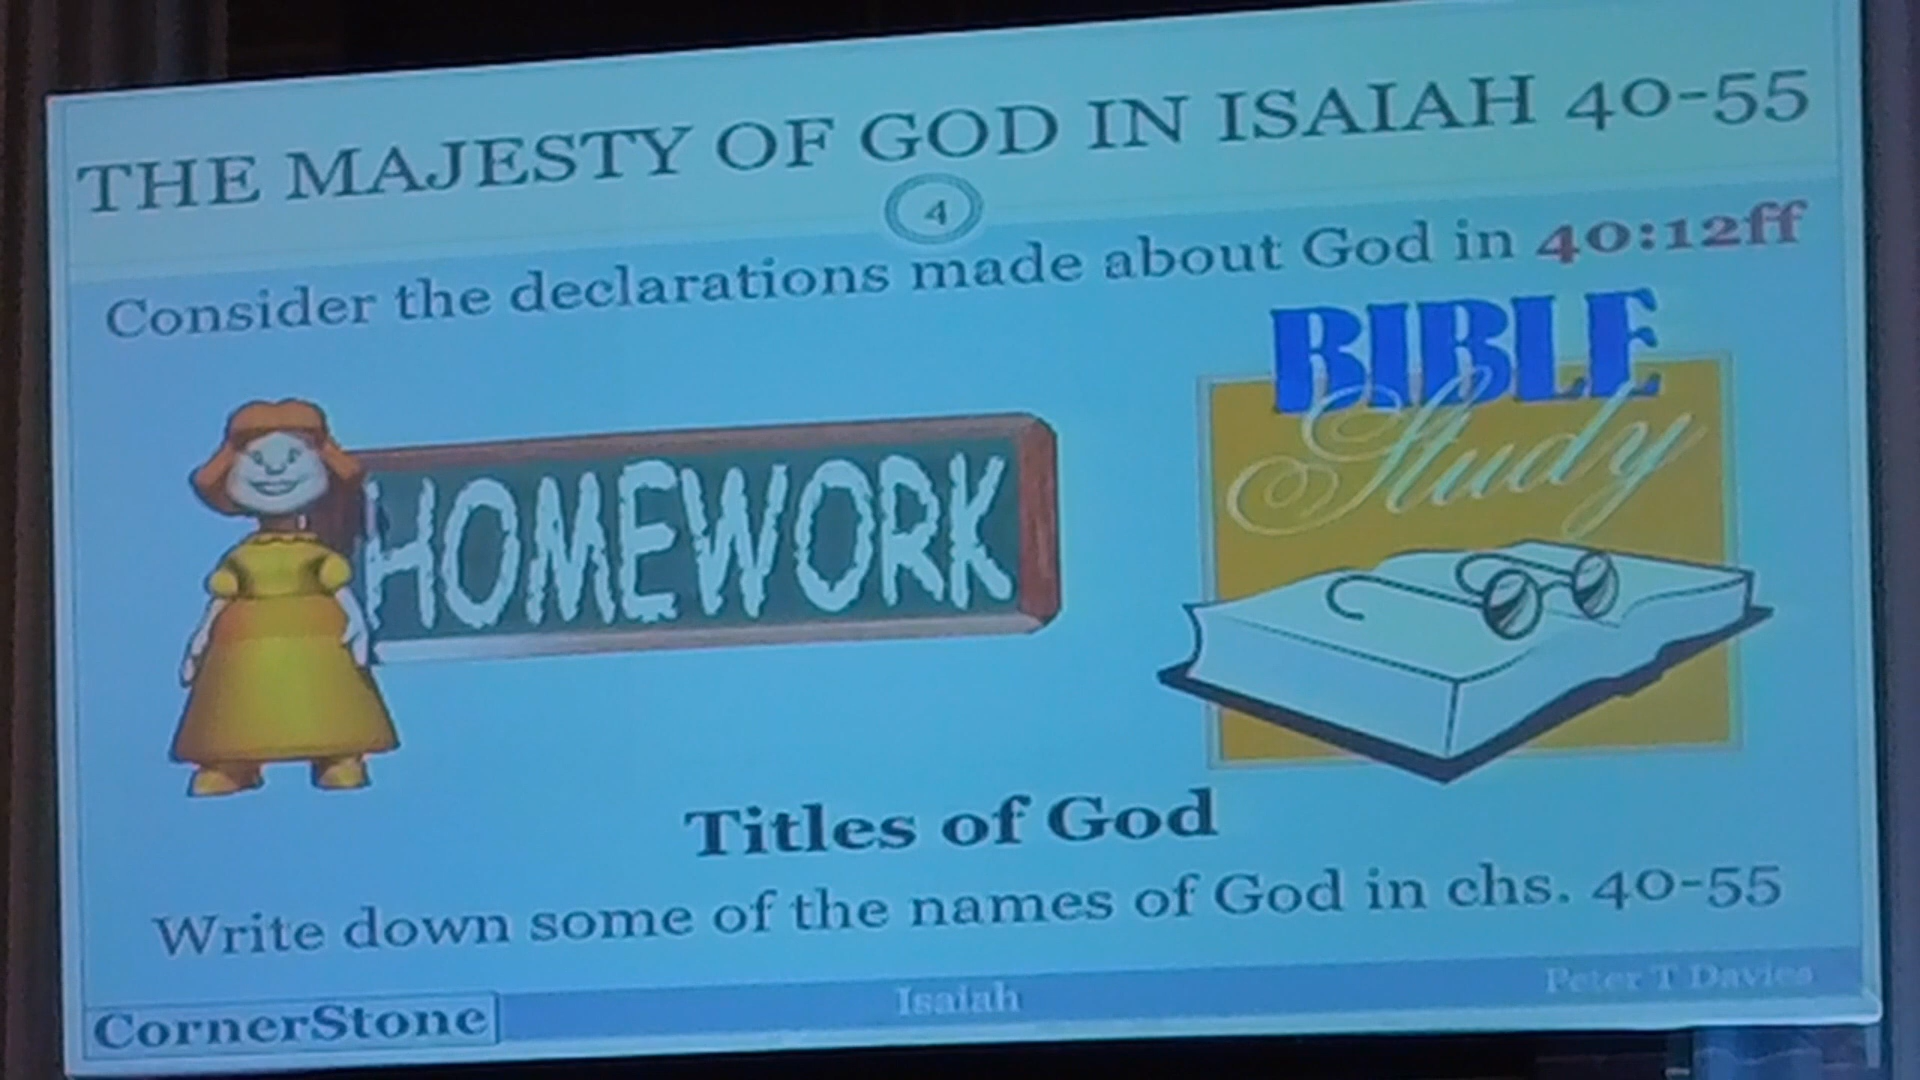 THE MAJESTY OF GOD IN ISAIAH 40-55
4
Consider the declarations made about God in 40:12ff
HOMEWORK
BIBLE
Study
Titles of God
Write down some of the names of God in chs. 40-55
CornerStone
Isaiah
Peter T Davies